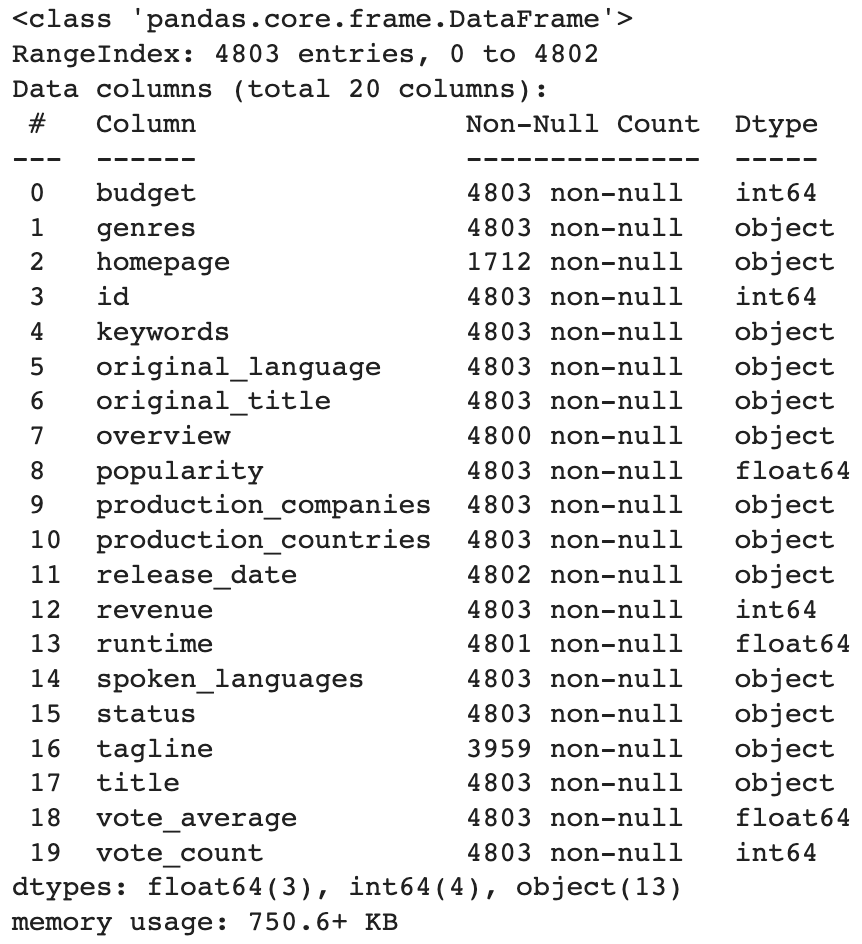 <class 'pandas.core.frame.DataFrame'>
RangeIndex: 4803 entries, 0 to 4802
Data columns (total 20 columns):
 #   Column                Non-Null Count  Dtype
---  ------                --------------  -----
 0   budget                4803 non-null   int64
 1   genres                4803 non-null   object
 2   homepage              1712 non-null   object
 3   id                    4803 non-null   int64
 4   keywords              4803 non-null   object
 5   original_language     4803 non-null   object
 6   original_title        4803 non-null   object
 7   overview              4800 non-null   object
 8   popularity            4803 non-null   float64
 9   production_companies  4803 non-null   object
 10  production_countries  4803 non-null   object
 11  release_date          4802 non-null   object
 12  revenue               4803 non-null   int64
 13  runtime               4801 non-null   float64
 14  spoken_languages      4803 non-null   object
 15  status                4803 non-null   object
 16  tagline               3959 non-null   object
 17  title                 4803 non-null   object
 18  vote_average          4803 non-null   float64
 19  vote_count            4803 non-null   int64
dtypes: float64(3), int64(4), object(13)
memory usage: 750.6+ KB